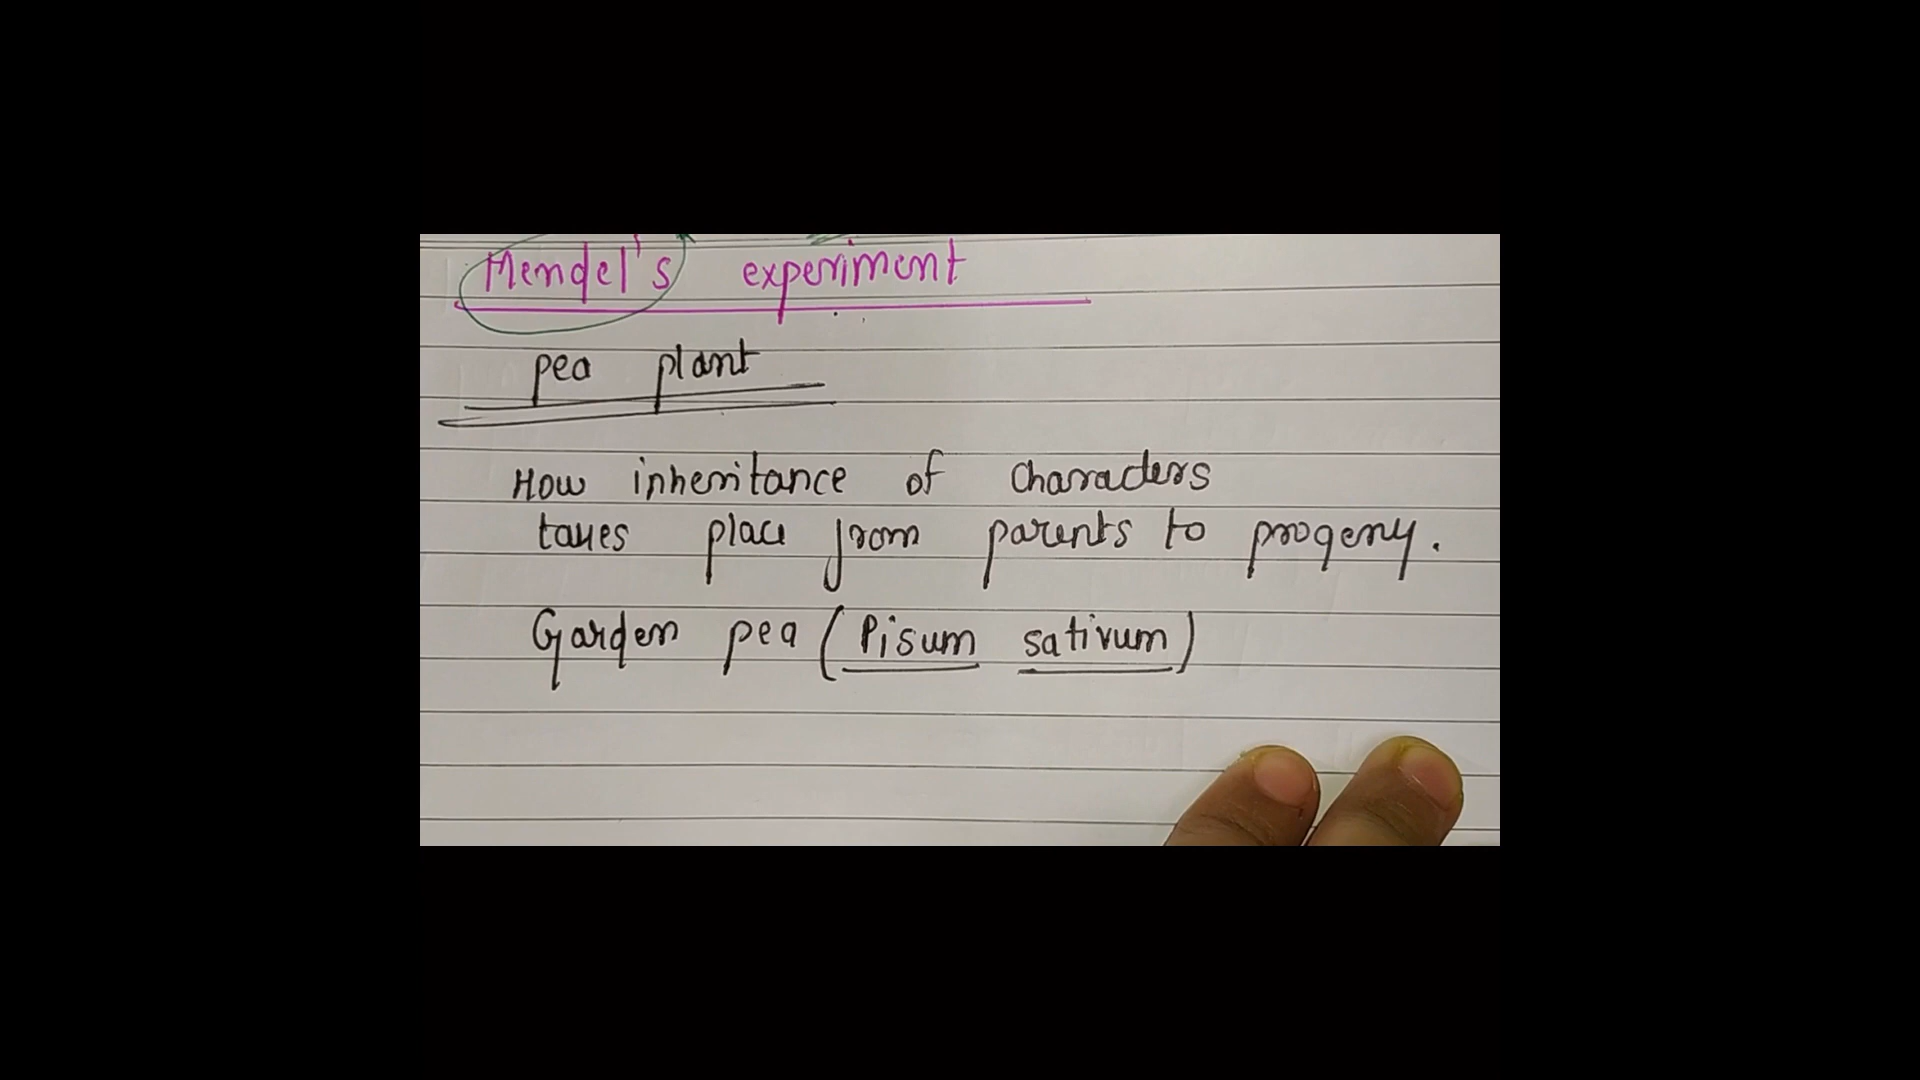 Mendel's experiment
pea plant
How inheritance of characters
takes place from parents to progeny.
Garden pea (Pisum sativum)